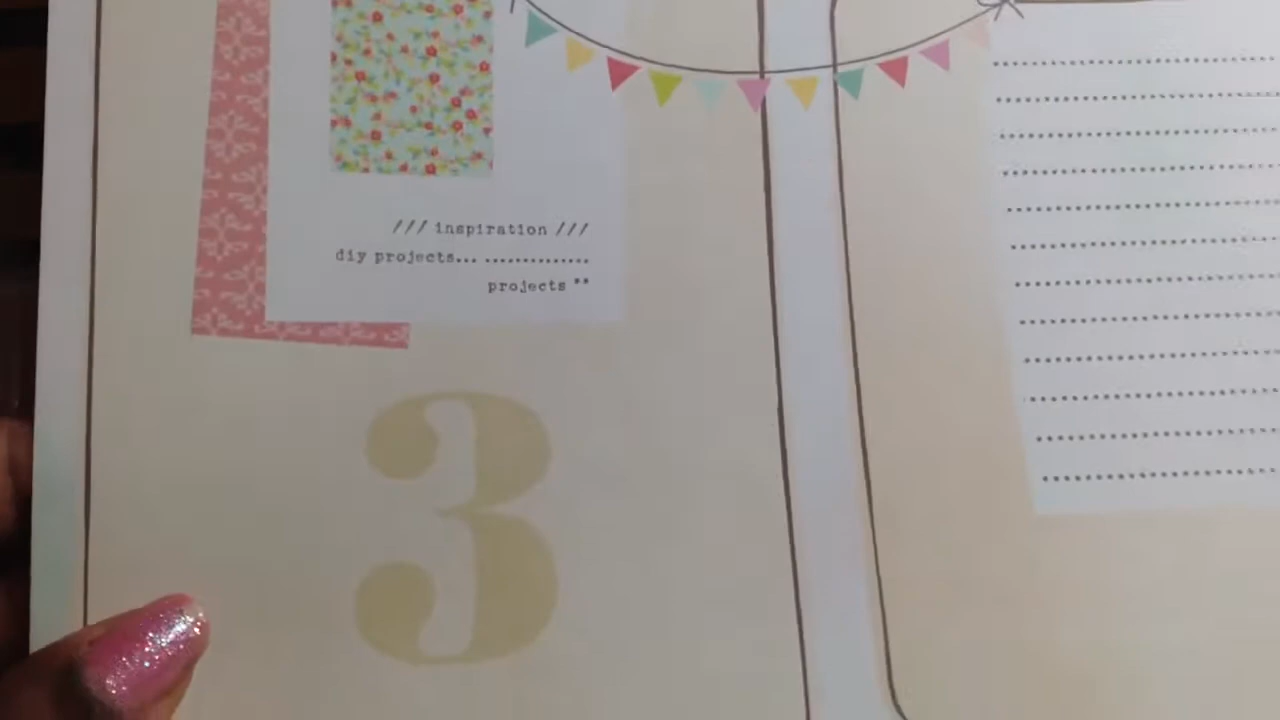 /// inspiration ///
diy projects... ..............
projects "
3